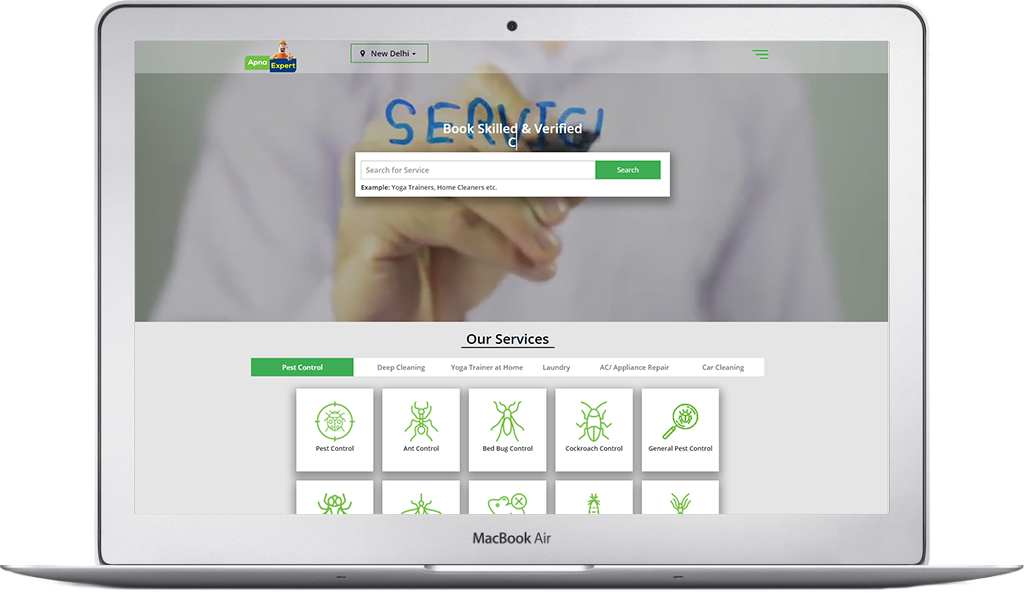 Apna
Expert
New Delhi
SERVIC
Book Skilled & Verified
C
Search for Service
Search
Example: Yoga Trainers, Home Cleaners etc.
Our Services
Pest Control
Deep Cleaning
Yoga Trainer at Home
Laundry
AC/ Appliance Repair
Car Cleaning
Pest Control
Ant Control
Bed Bug Control
Cockroach Control
General Pest Control
MacBook Air